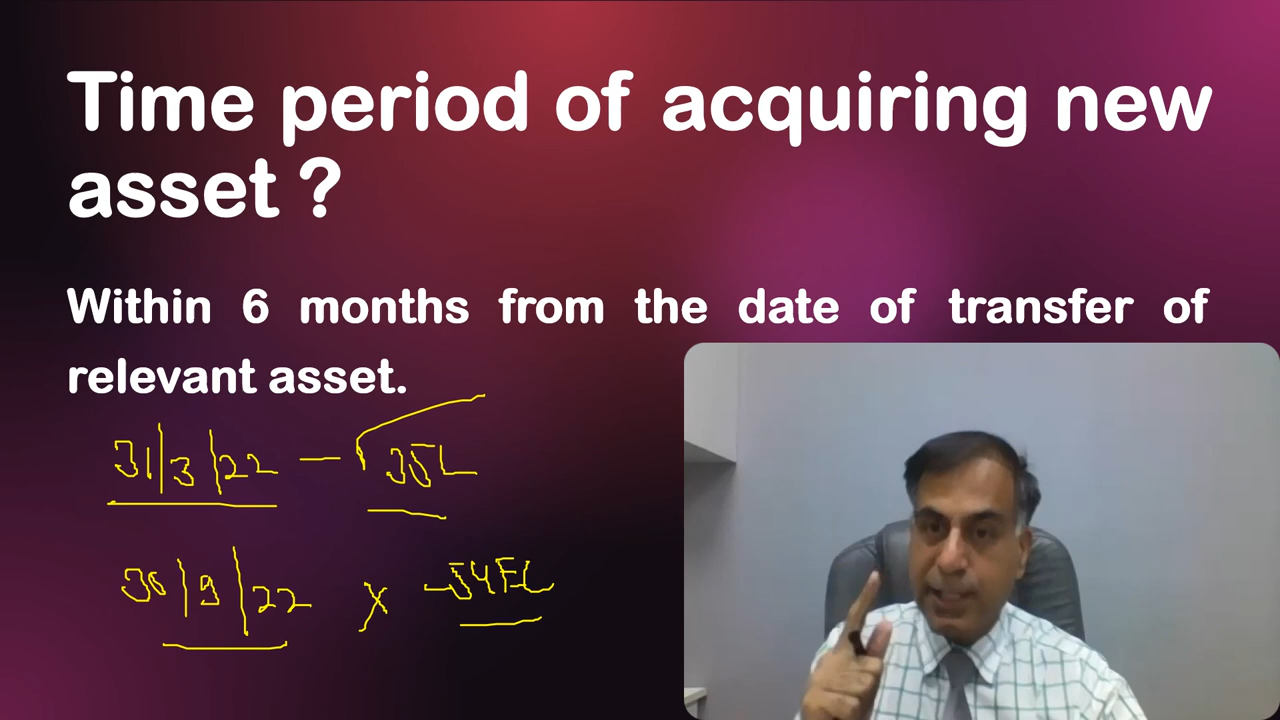 Time period of acquiring new
asset ?
Within 6 months from the date of transfer of
relevant asset.
31/3/22 — 35L
30/9/22 x 54EC